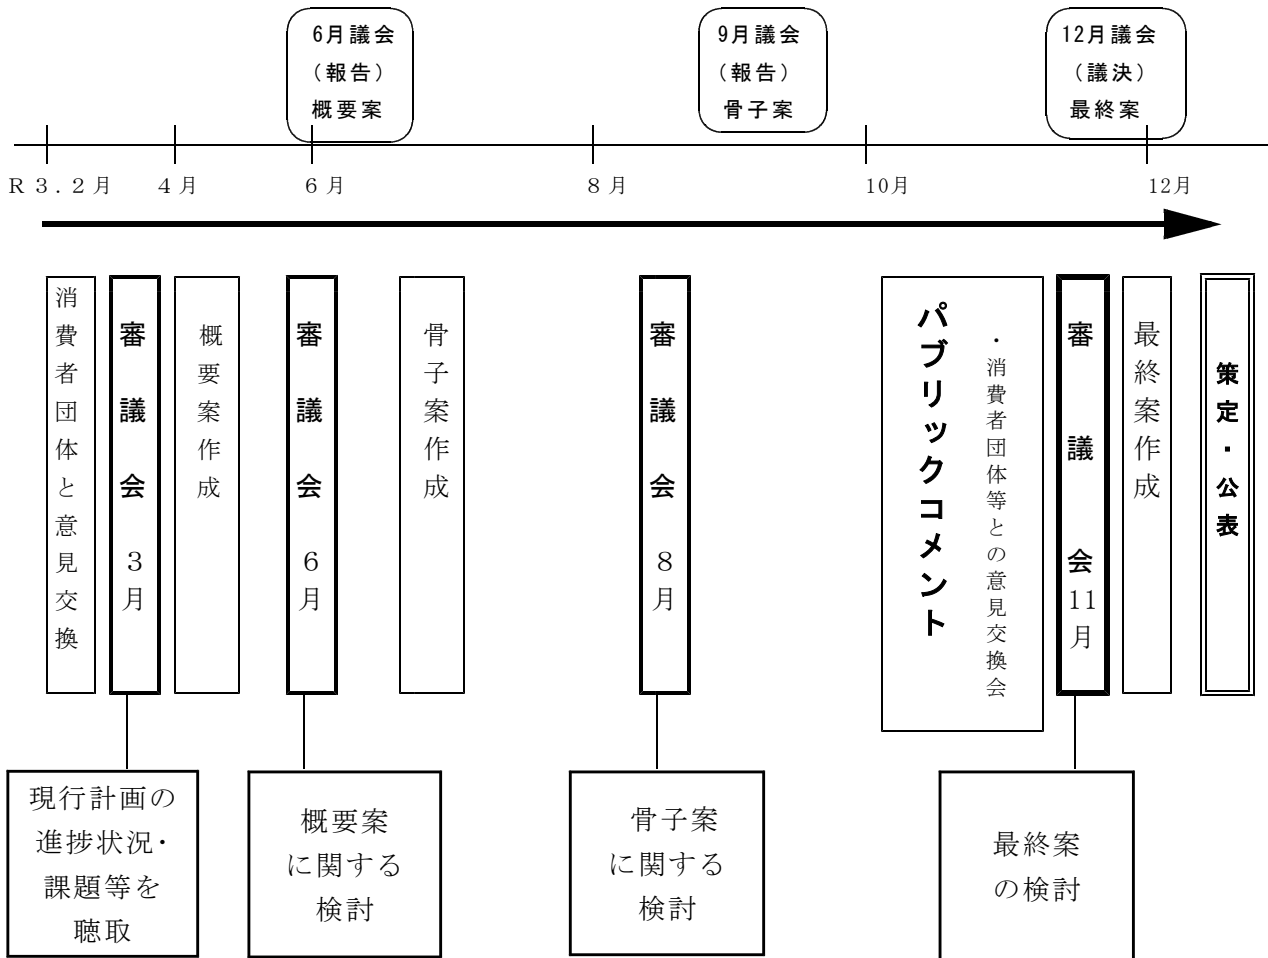 6月議会
(報告)
概要案
9月議会
(報告)
骨子案
12月議会
(議決)
最終案
R3.2月
4月
6月
8月
10月
12月
消費者団体と意見交換
審議会 3月
概要案作成
審議会 6月
骨子案作成
審議会 8月
パブリックコメント
・消費者団体等との意見交換会
審議会 11月
最終案作成
策定・公表
現行計画の
進捗状況・
課題等を
聴取
概要案
に関する
検討
骨子案
に関する
検討
最終案
の検討